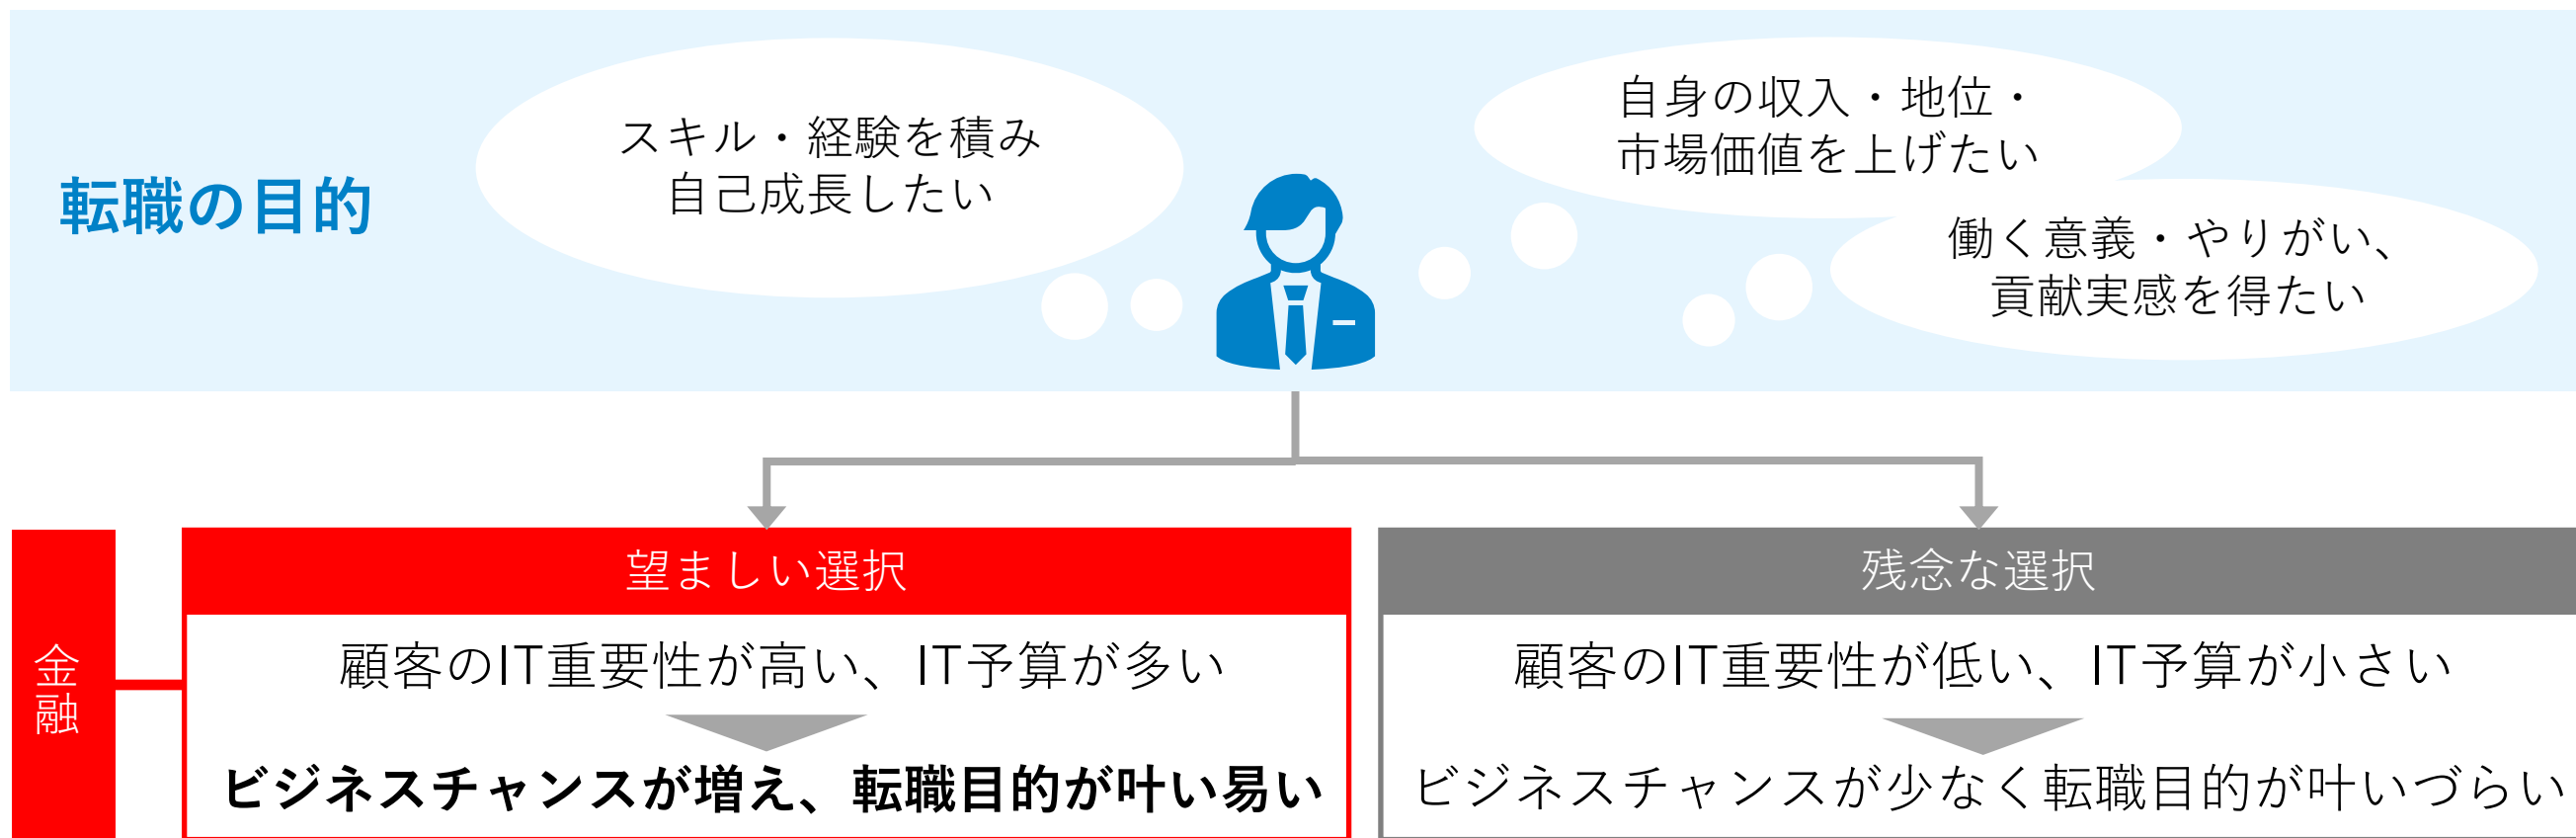 転職の目的
スキル・経験を積み
自己成長したい
自身の収入・地位・
市場価値を上げたい
働く意義・やりがい、
貢献実感を得たい
金融
望ましい選択
顧客のIT重要性が高い、IT予算が多い
ビジネスチャンスが増え、転職目的が叶い易い
残念な選択
顧客のIT重要性が低い、IT予算が小さい
ビジネスチャンスが少なく転職目的が叶いづらい